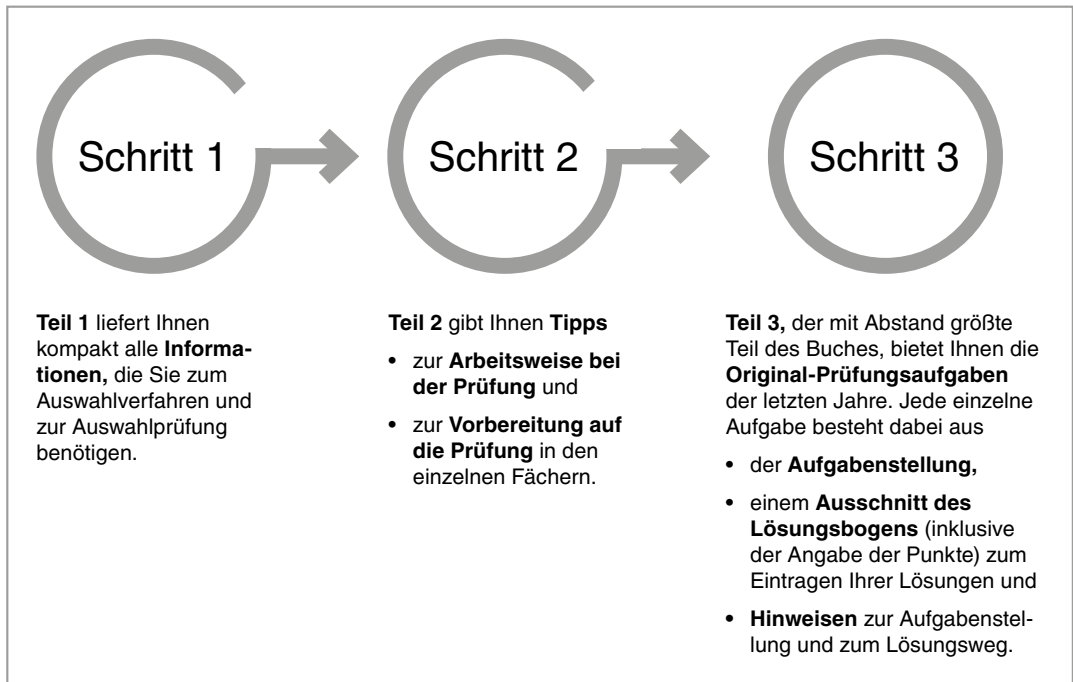 Schritt 1
Schritt 2
Schritt 3
Teil 1 liefert Ihnen
kompakt alle Informa-
tionen, die Sie zum
Auswahlverfahren und
zur Auswahlprüfung
benötigen.
Teil 2 gibt Ihnen Tipps
• zur Arbeitsweise bei
der Prüfung und
• zur Vorbereitung auf
die Prüfung in den
einzelnen Fächern.
Teil 3, der mit Abstand größte
Teil des Buches, bietet Ihnen die
Original-Prüfungsaufgaben
der letzten Jahre. Jede einzelne
Aufgabe besteht dabei aus
• der Aufgabenstellung,
• einem Ausschnitt des
Lösungsbogens (inklusive
der Angabe der Punkte) zum
Eintragen Ihrer Lösungen und
• Hinweisen zur Aufgabenstel-
lung und zum Lösungsweg.